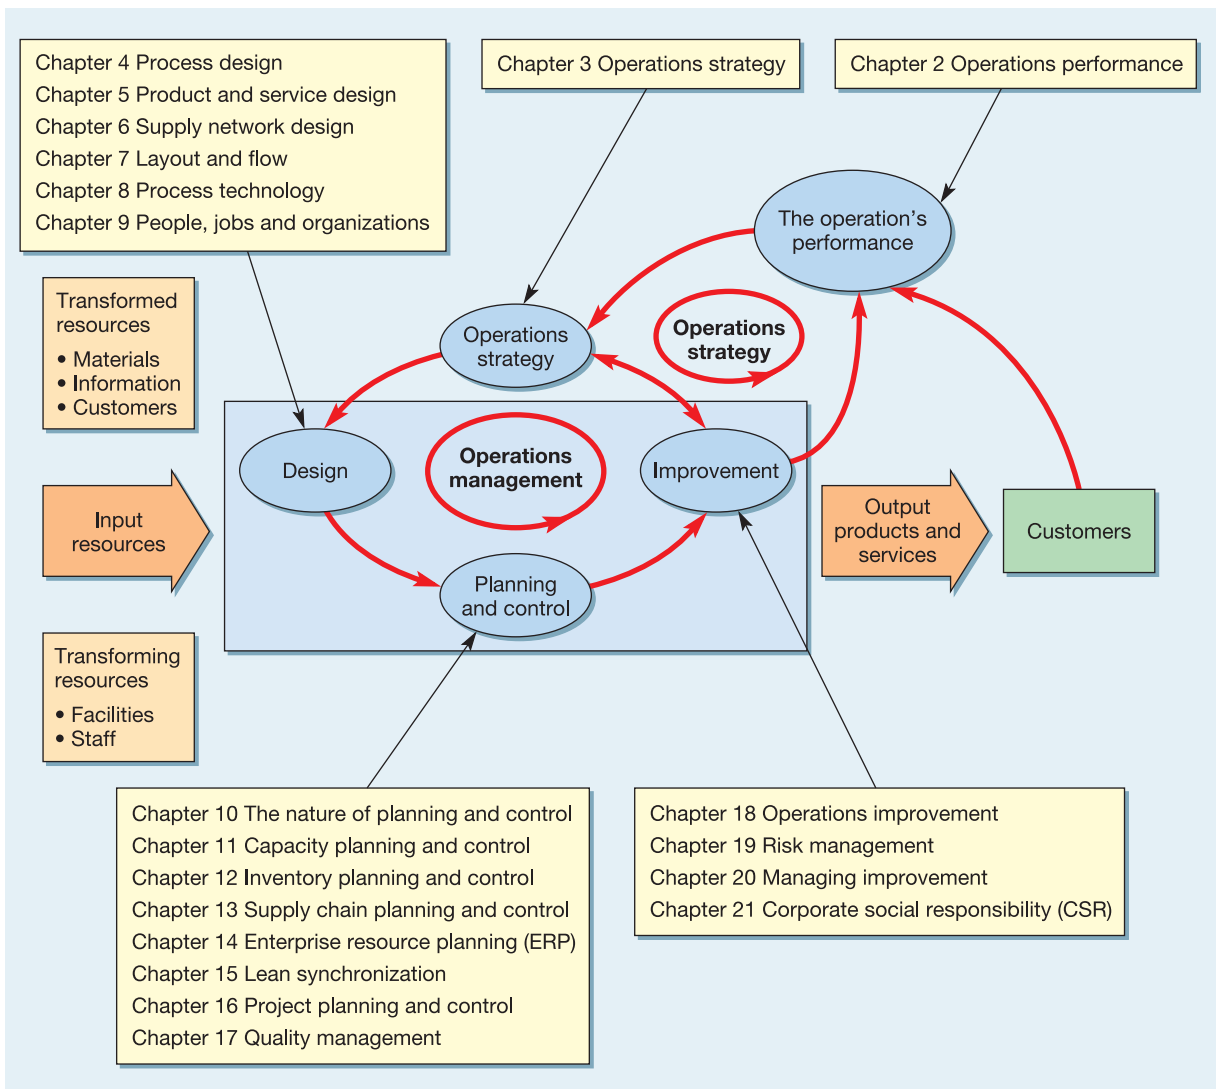 Chapter 4 Process design
Chapter 5 Product and service design
Chapter 6 Supply network design
Chapter 7 Layout and flow
Chapter 8 Process technology
Chapter 9 People, jobs and organizations
Chapter 3 Operations strategy
Chapter 2 Operations performance
The operation's
performance
Transformed
resources
• Materials
• Information
• Customers
Operations
strategy
Operations
strategy
Design
Operations
management
Improvement
Input
resources
Output
products and
services
Customers
Planning
and control
Transforming
resources
• Facilities
• Staff
Chapter 10 The nature of planning and control
Chapter 11 Capacity planning and control
Chapter 12 Inventory planning and control
Chapter 13 Supply chain planning and control
Chapter 14 Enterprise resource planning (ERP)
Chapter 15 Lean synchronization
Chapter 16 Project planning and control
Chapter 17 Quality management
Chapter 18 Operations improvement
Chapter 19 Risk management
Chapter 20 Managing improvement
Chapter 21 Corporate social responsibility (CSR)